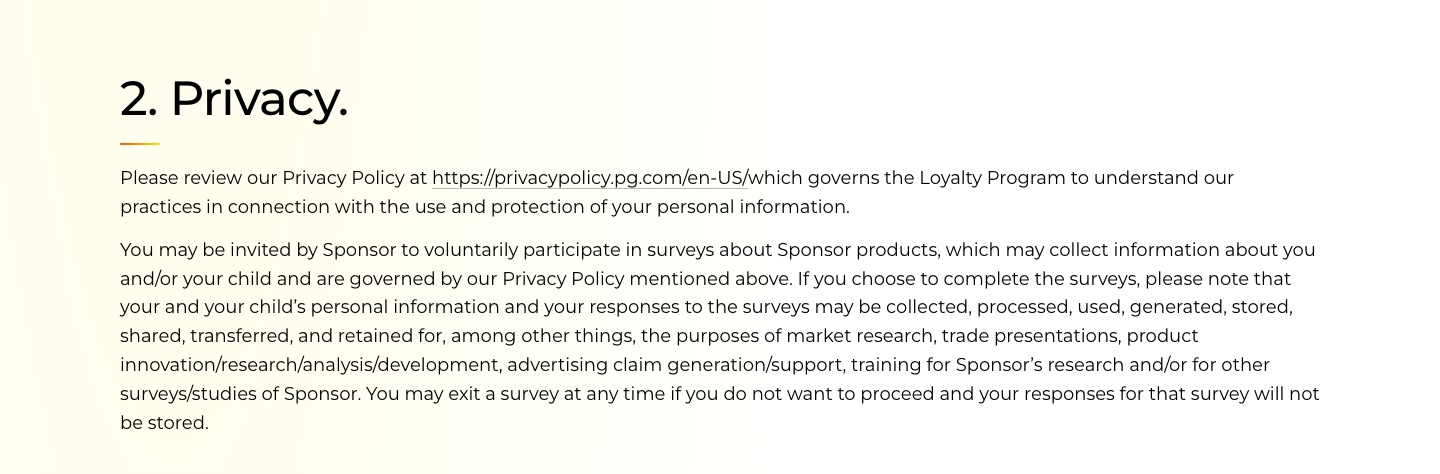 2. Privacy.
Please review our Privacy Policy at https://privacypolicy.pg.com/en-US/which governs the Loyalty Program to understand our
practices in connection with the use and protection of your personal information.
You may be invited by Sponsor to voluntarily participate in surveys about Sponsor products, which may collect information about you
and/or your child and are governed by our Privacy Policy mentioned above. If you choose to complete the surveys, please note that
your and your child’s personal information and your responses to the surveys may be collected, processed, used, generated, stored,
shared, transferred, and retained for, among other things, the purposes of market research, trade presentations, product
innovation/research/analysis/development, advertising claim generation/support, training for Sponsor’s research and/or for other
surveys/studies of Sponsor. You may exit a survey at any time if you do not want to proceed and your responses for that survey will not
be stored.